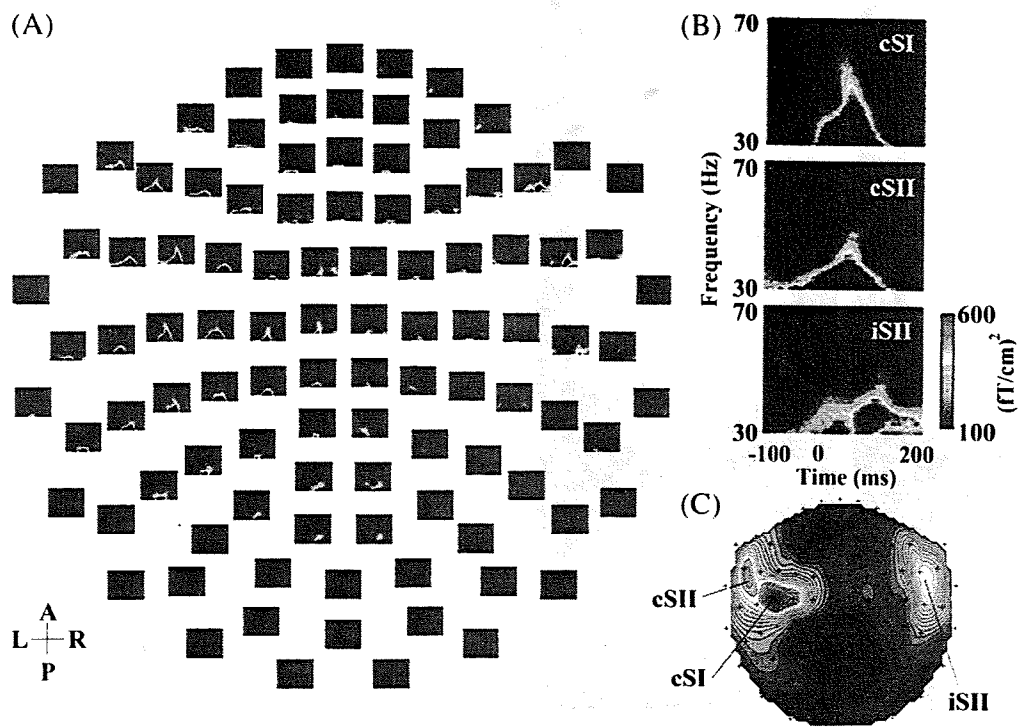 (A)
A
L R
P
(B)
70
cSI
30
70
cSII
Frequency (Hz)
30
70
iSII
30
-100 0 200
Time (ms)
600
(fT/cm)²
100
(C)
cSII
cSI
iSII